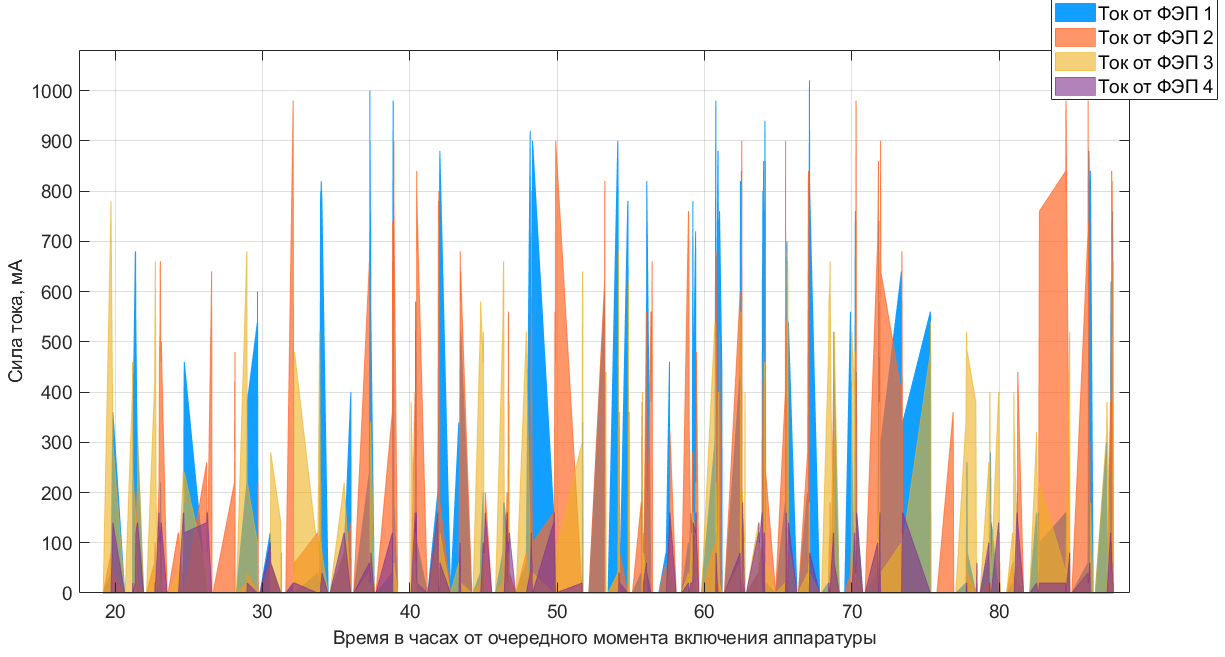 Ток от ФЭП 1
Ток от ФЭП 2
Ток от ФЭП 3
Ток от ФЭП 4
1000
900
800
700
600
500
400
300
200
100
0
Сила тока, мА
20 30 40 50 60 70 80
Время в часах от очередного момента включения аппаратуры